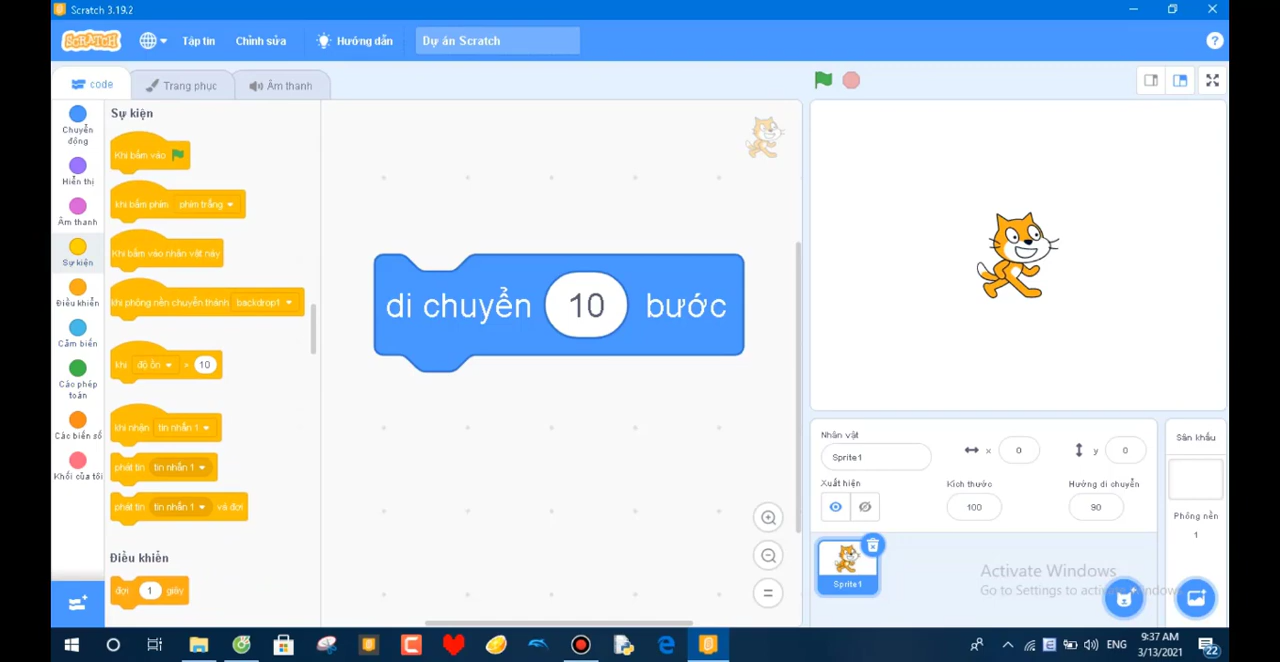 Scratch 3.19.2
SCRATCH Tập tin Chỉnh sửa Hướng dẫn Dự án Scratch ?
code Trang phục Âm thanh
Chuyển động
Hiển thị
Âm thanh
Sự kiện
Điều khiển
Cảm biến
Các phép toán
Các biến số
Khối của tôi
Sự kiện
Khi bấm vào
khi bấm phím phím trắng
Khi bấm vào nhân vật này
khi phông nền chuyển thành backdrop1
khi độ ồn > 10
khi nhận tin nhắn 1
phát tin tin nhắn 1
phát tin tin nhắn 1 và đợi
Điều khiển
đợi 1 giây
di chuyển 10 bước
Nhân vật
Sprite1
x 0
y 0
Xuất hiện
Kích thước
100
Hướng di chuyển
90
Sprite1
Sân khấu
Phông nền
1
Activate Windows
Go to Settings to activ Windows
ENG
9:37 AM
3/13/2021
22